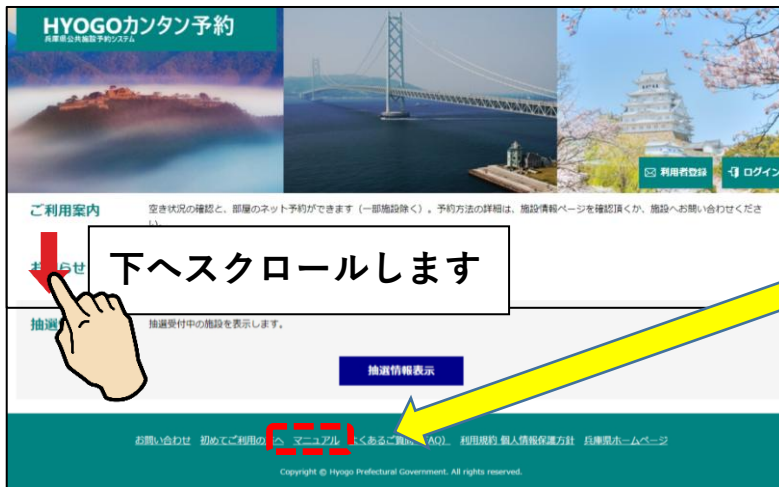 HYOGOカンタン予約
兵庫県公共施設予約システム
利用者登録
ログイン
ご利用案内
空き状況の確認と、部屋のネット予約ができます（一部施設除く）。予約方法の詳細は、施設情報ページを確認頂くか、施設へお問い合わせくださ
い。
お らせ
下へスクロールします
抽選
抽選受付中の施設を表示します。
抽選情報表示
お問い合わせ 初めてご利用の へ マニュアル よくあるご質問 AQ） 利用規約 個人情報保護方針 兵庫県ホームページ
Copyright © Hyogo Prefectural Government. All rights reserved.